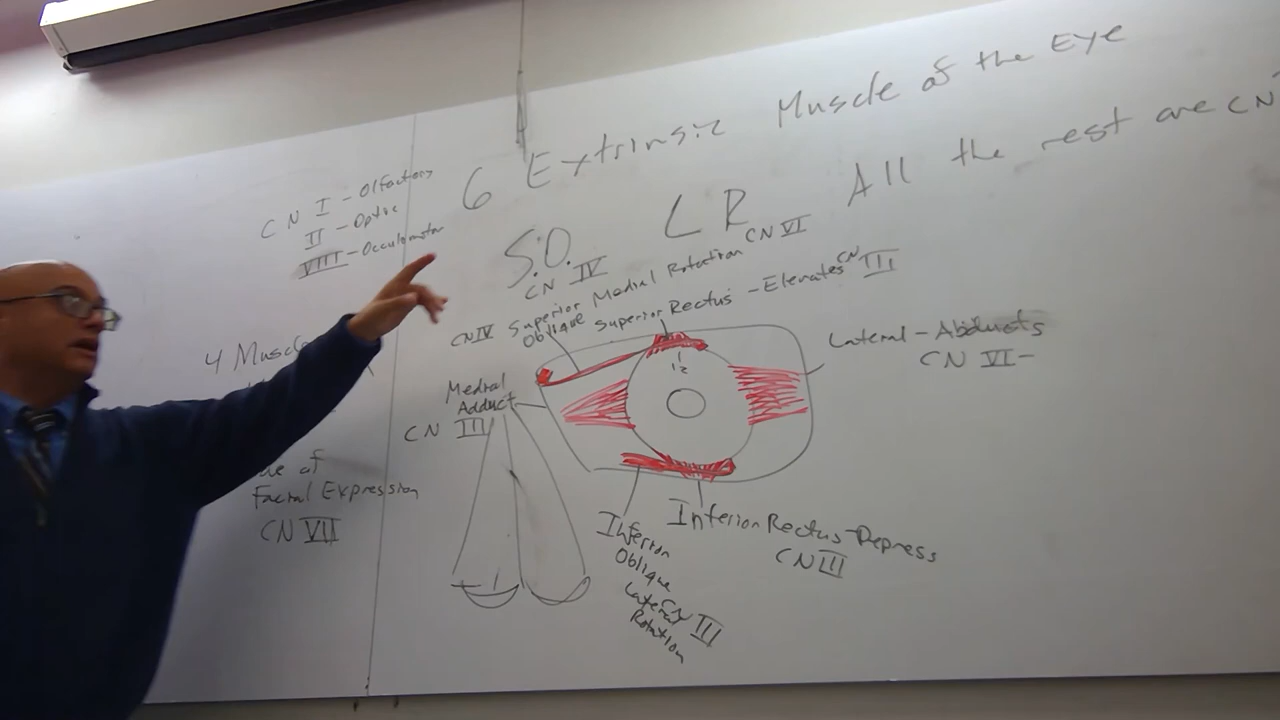 6 Extrinsic Muscle of the Eye
CN I - Olfactory
II - Optic
VIII - Occulomotor
S.O.
CN IV
LR
CN VI
All the rest are CN
CN IV Superior Medial Rotation
Oblique
Superior Rectus - Elevates CN III
Lateral - Abducts
CN VI -
12
4 Muscle
Medial
Adduct
CN III
of
Facial Expression
CN VII
Inferior Rectus - Depress
CN III
Inferior
Oblique
Lateral
Rotation
CN III